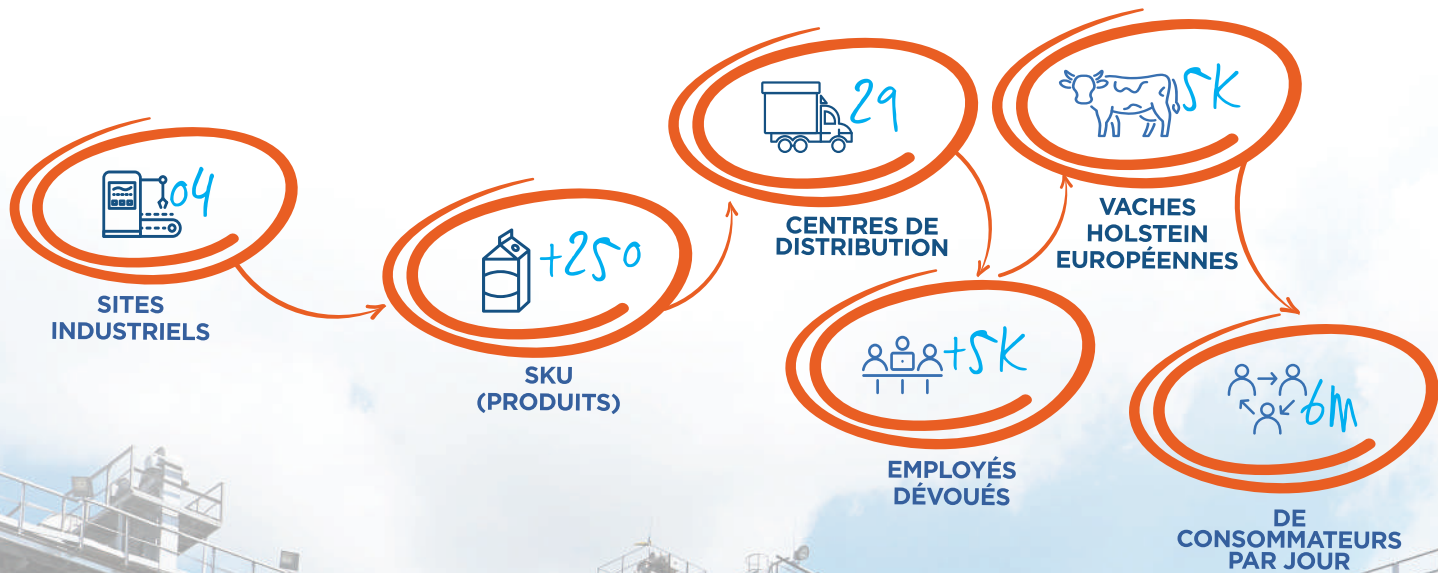 04
SITES
INDUSTRIELS
+250
SKU
(PRODUITS)
29
CENTRES DE
DISTRIBUTION
+5K
EMPLOYÉS
DÉVOUÉS
5K
VACHES
HOLSTEIN
EUROPÉENNES
6M
DE
CONSOMMATEURS
PAR JOUR